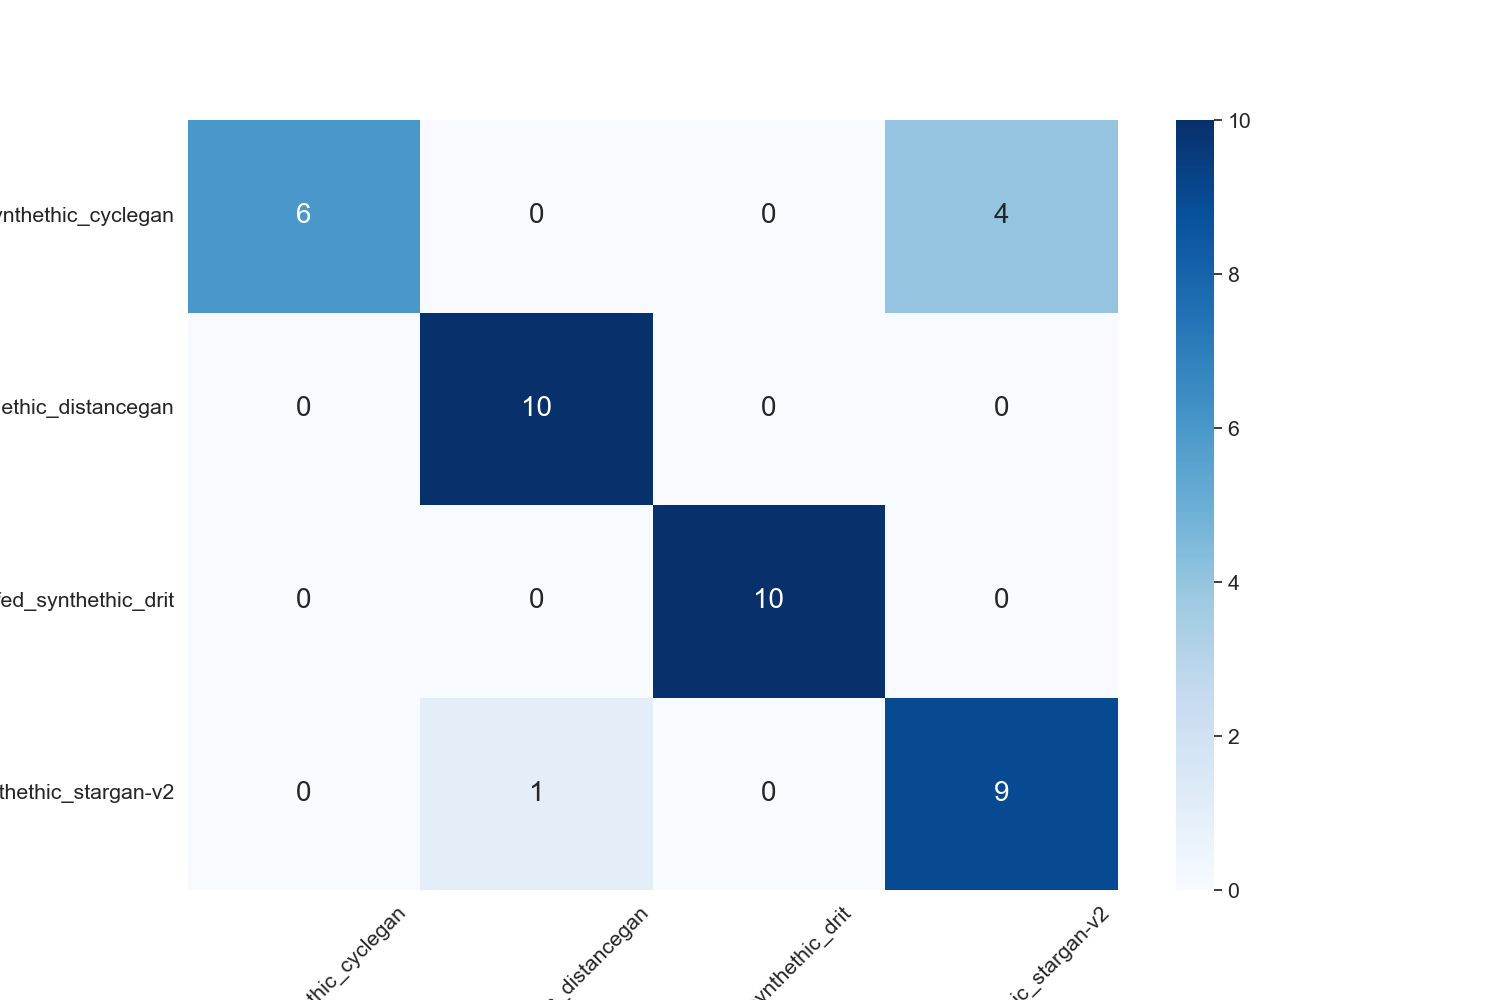 10
ynthethic_cyclegan 6 0 0 4
8
ethic_distancegan 0 10 0 0
6
4
fed_synthethic_drit 0 0 10 0
2
thethic_stargan-v2 0 1 0 9
0
thic_cyclegan _distancegan ynthethic_drit ic_stargan-v2